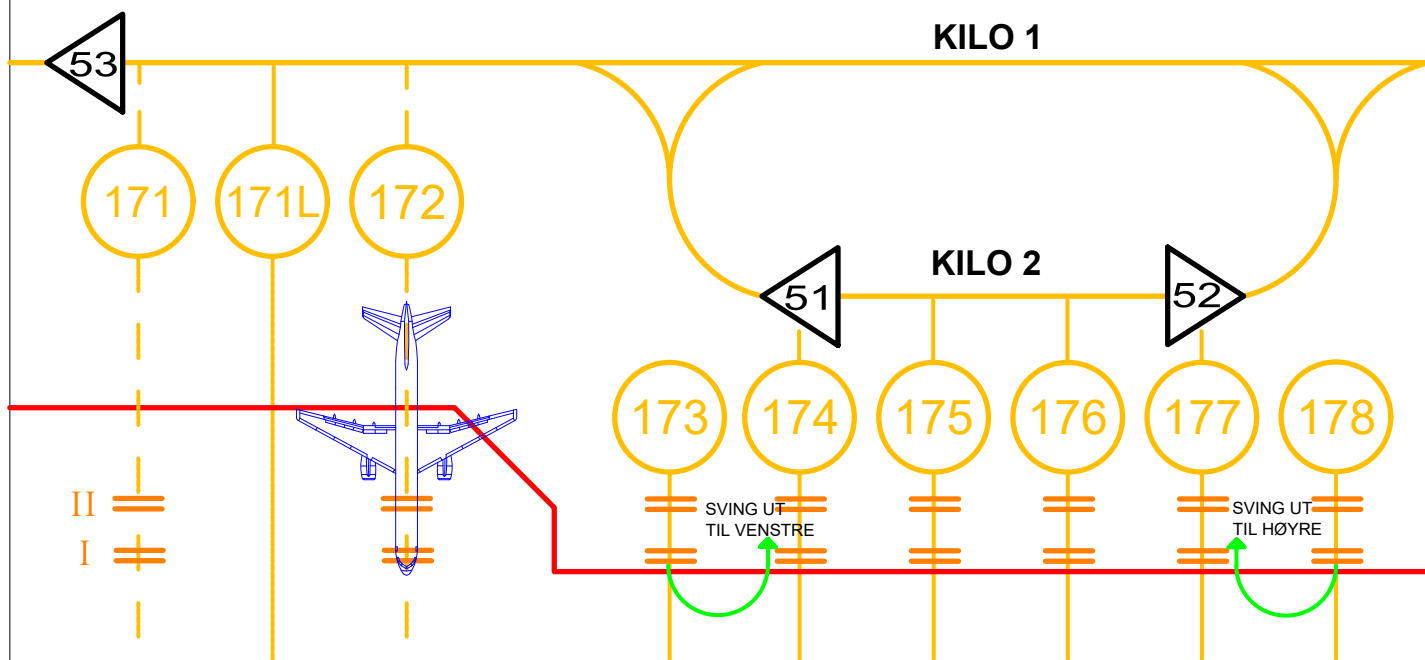 KILO 1
53
171
171L
172
KILO 2
51
52
173
174
175
176
177
178
II
SVING UT
TIL VENSTRE
SVING UT
TIL HØYRE
I